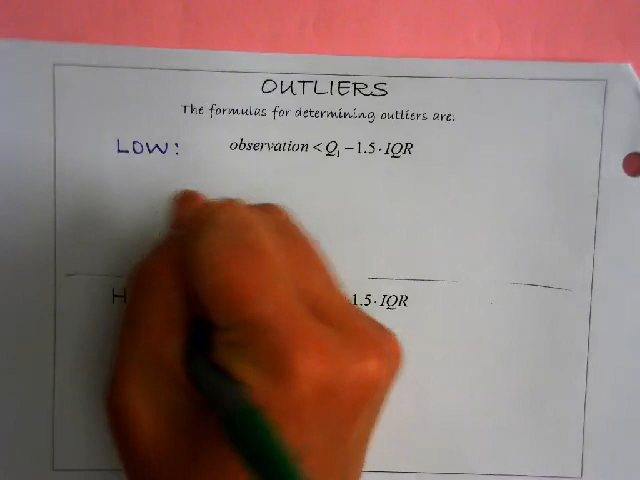 OUTLIERS
The formulas for determining outliers are:
LOW: observation < Q₁ − 1.5 · IQR
H 1.5 · IQR